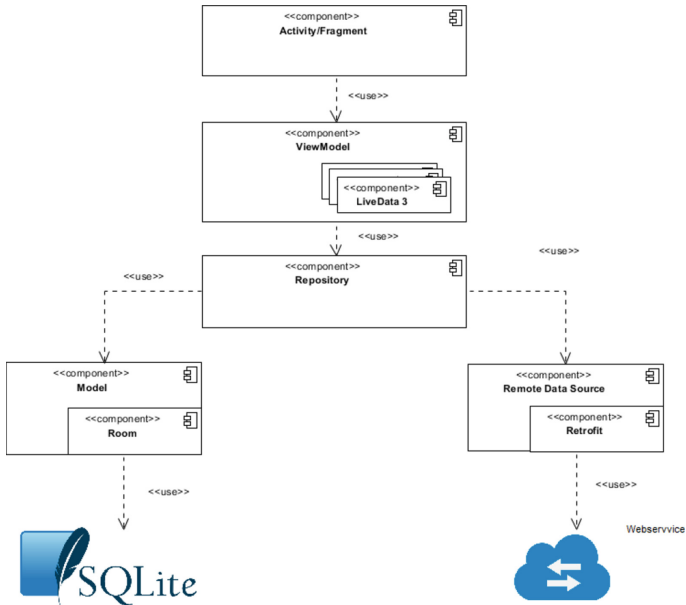 <<component>>
Activity/Fragment
<<use>>
<<component>>
ViewModel
<<component>>
LiveData 3
<<use>>
<<use>>
<<component>>
Repository
<<use>>
<<component>>
Model
<<component>>
Room
<<component>>
Remote Data Source
<<component>>
Retrofit
<<use>>
<<use>>
Webservvice
SQLite